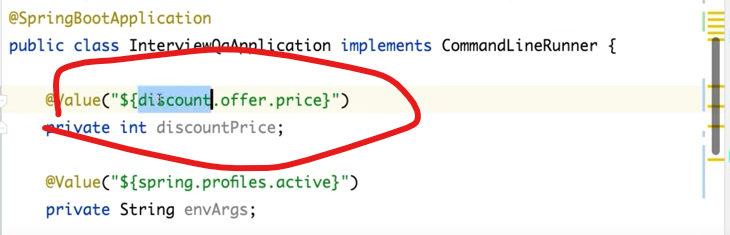 @SpringBootApplication
public class InterviewQaApplication implements CommandLineRunner {
@Value("${discount.offer.price}")
private int discountPrice;
@Value("${spring.profiles.active}")
private String envArgs;